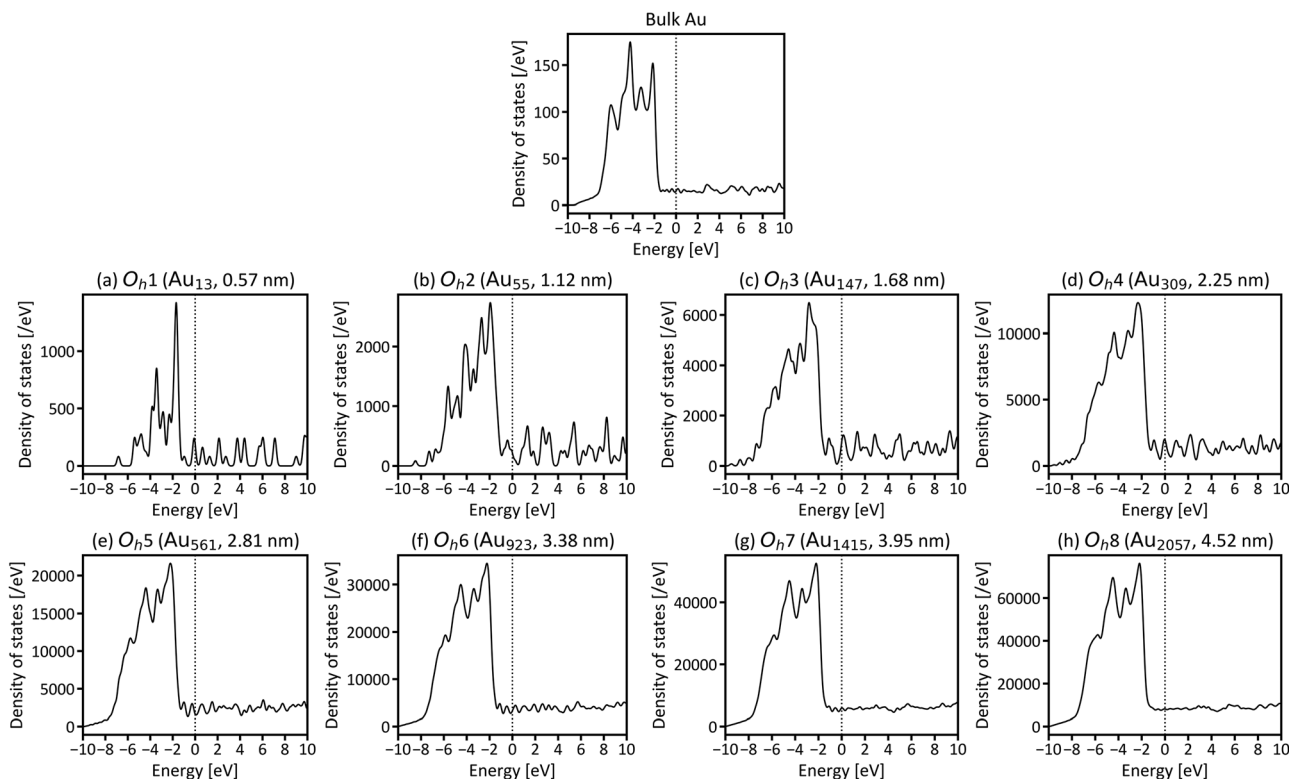 Bulk Au
Density of states [/eV]
150
100
50
0
−10 −8 −6 −4 −2 0 2 4 6 8 10
Energy [eV]
(a) Oh1 (Au13, 0.57 nm)
Density of states [/eV]
1000
500
0
−10 −8 −6 −4 −2 0 2 4 6 8 10
Energy [eV]
(b) Oh2 (Au55, 1.12 nm)
Density of states [/eV]
2000
1000
0
−10 −8 −6 −4 −2 0 2 4 6 8 10
Energy [eV]
(c) Oh3 (Au147, 1.68 nm)
Density of states [/eV]
6000
4000
2000
0
−10 −8 −6 −4 −2 0 2 4 6 8 10
Energy [eV]
(d) Oh4 (Au309, 2.25 nm)
Density of states [/eV]
10000
5000
0
−10 −8 −6 −4 −2 0 2 4 6 8 10
Energy [eV]
(e) Oh5 (Au561, 2.81 nm)
Density of states [/eV]
20000
15000
10000
5000
0
−10 −8 −6 −4 −2 0 2 4 6 8 10
Energy [eV]
(f) Oh6 (Au923, 3.38 nm)
Density of states [/eV]
30000
20000
10000
0
−10 −8 −6 −4 −2 0 2 4 6 8 10
Energy [eV]
(g) Oh7 (Au1415, 3.95 nm)
Density of states [/eV]
40000
20000
0
−10 −8 −6 −4 −2 0 2 4 6 8 10
Energy [eV]
(h) Oh8 (Au2057, 4.52 nm)
Density of states [/eV]
60000
40000
20000
0
−10 −8 −6 −4 −2 0 2 4 6 8 10
Energy [eV]